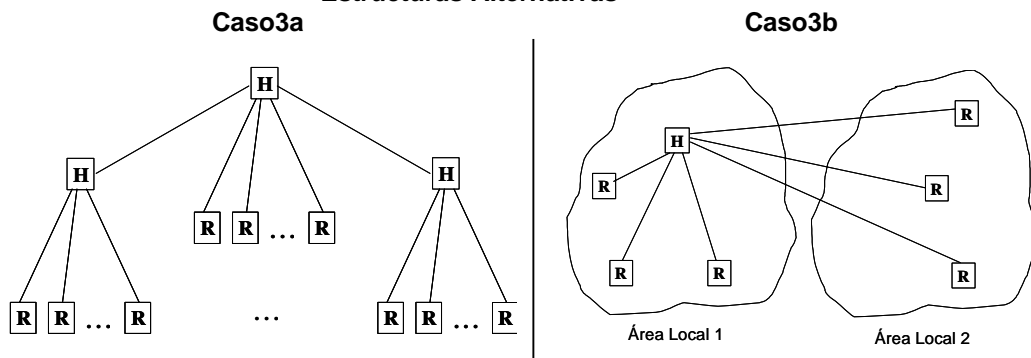 Caso3a
Caso3b
H
H
H
R R ... R
R R ... R
...
R R ... R
H
R
R
R
R
R
R
Área Local 1
Área Local 2